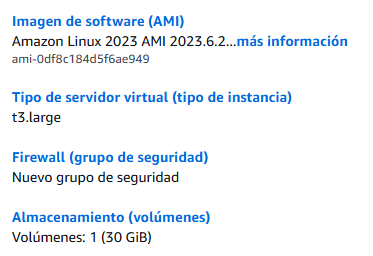 Imagen de software (AMI)
Amazon Linux 2023 AMI 2023.6.2...más información
ami-0df8c184d5f6ae949
Tipo de servidor virtual (tipo de instancia)
t3.large
Firewall (grupo de seguridad)
Nuevo grupo de seguridad
Almacenamiento (volúmenes)
Volúmenes: 1 (30 GiB)